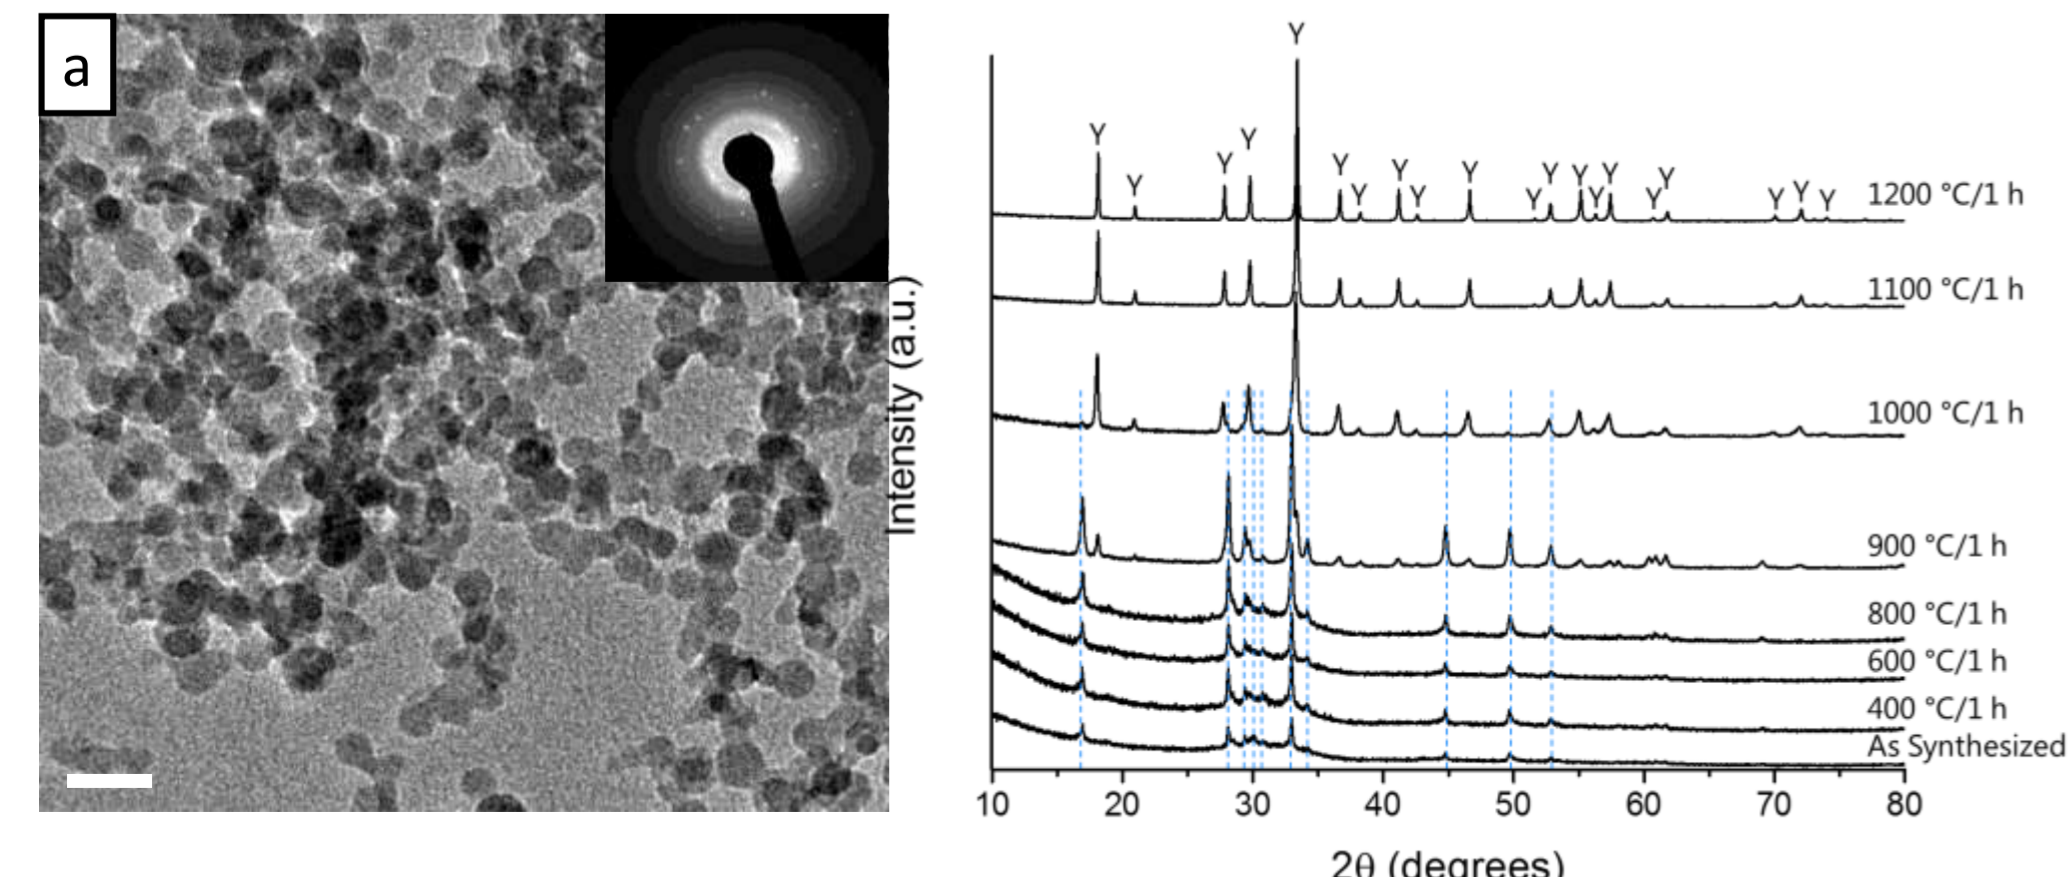 a
Y
Y Y Y Y Y Y Y Y Y Y Y Y Y Y Y Y Y Y Y Y
1200 °C/1 h
1100 °C/1 h
1000 °C/1 h
900 °C/1 h
800 °C/1 h
600 °C/1 h
400 °C/1 h
As Synthesized
Intensity (a.u.)
10 20 30 40 50 60 70 80
2θ (degrees)